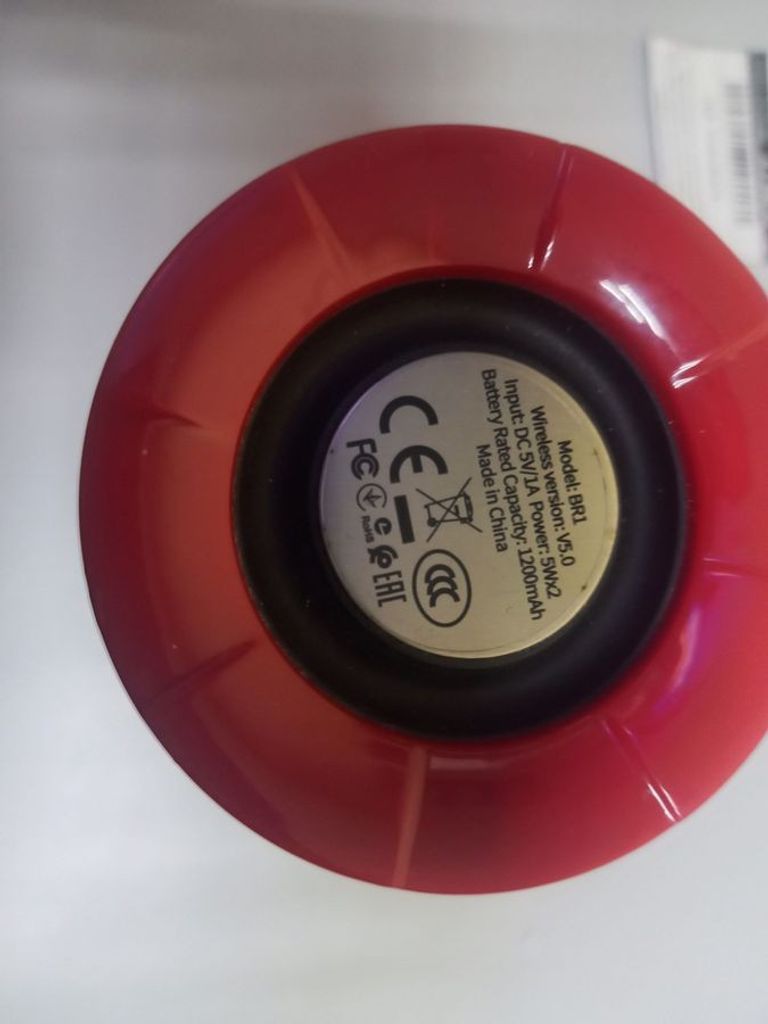 Model: BR1
Wireless version: V5.0
Input: DC 5V/1A Power: 5Wx2
Battery Rated Capacity: 1200mAh
Made in China
CE
CCC
FC RoHS e EAC